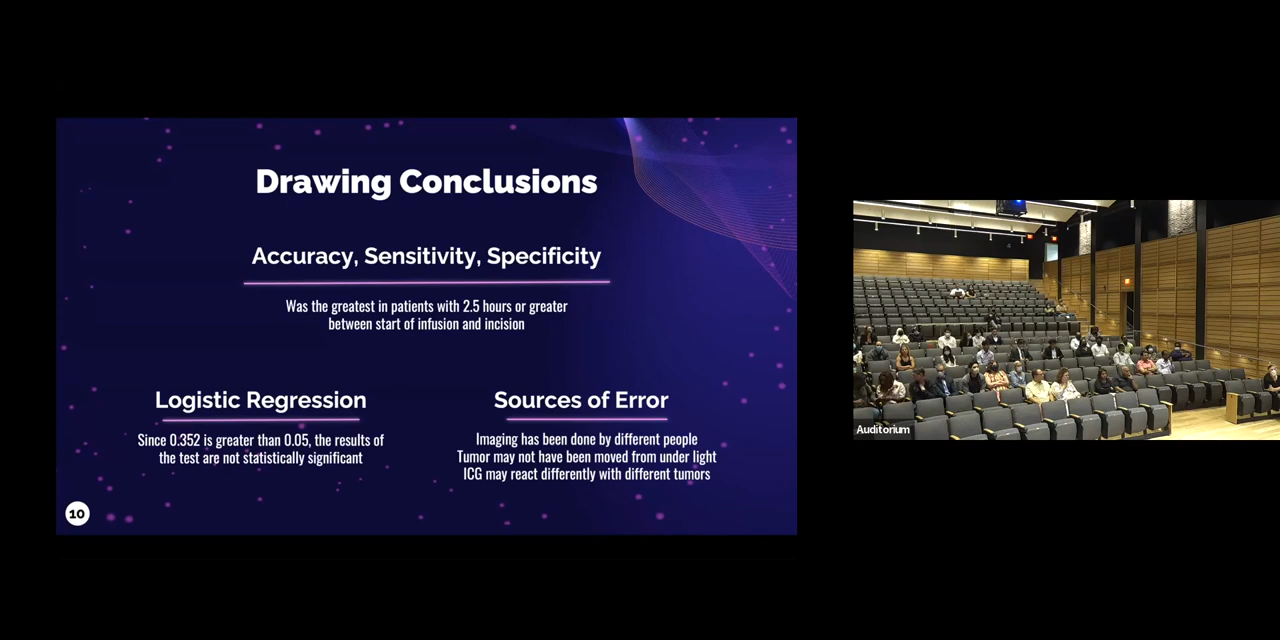 Drawing Conclusions
Accuracy, Sensitivity, Specificity
Was the greatest in patients with 2.5 hours or greater
between start of infusion and incision
Logistic Regression
Since 0.352 is greater than 0.05, the results of
the test are not statistically significant
Sources of Error
Imaging has been done by different people
Tumor may not have been moved from under light
ICG may react differently with different tumors
10
Auditorium